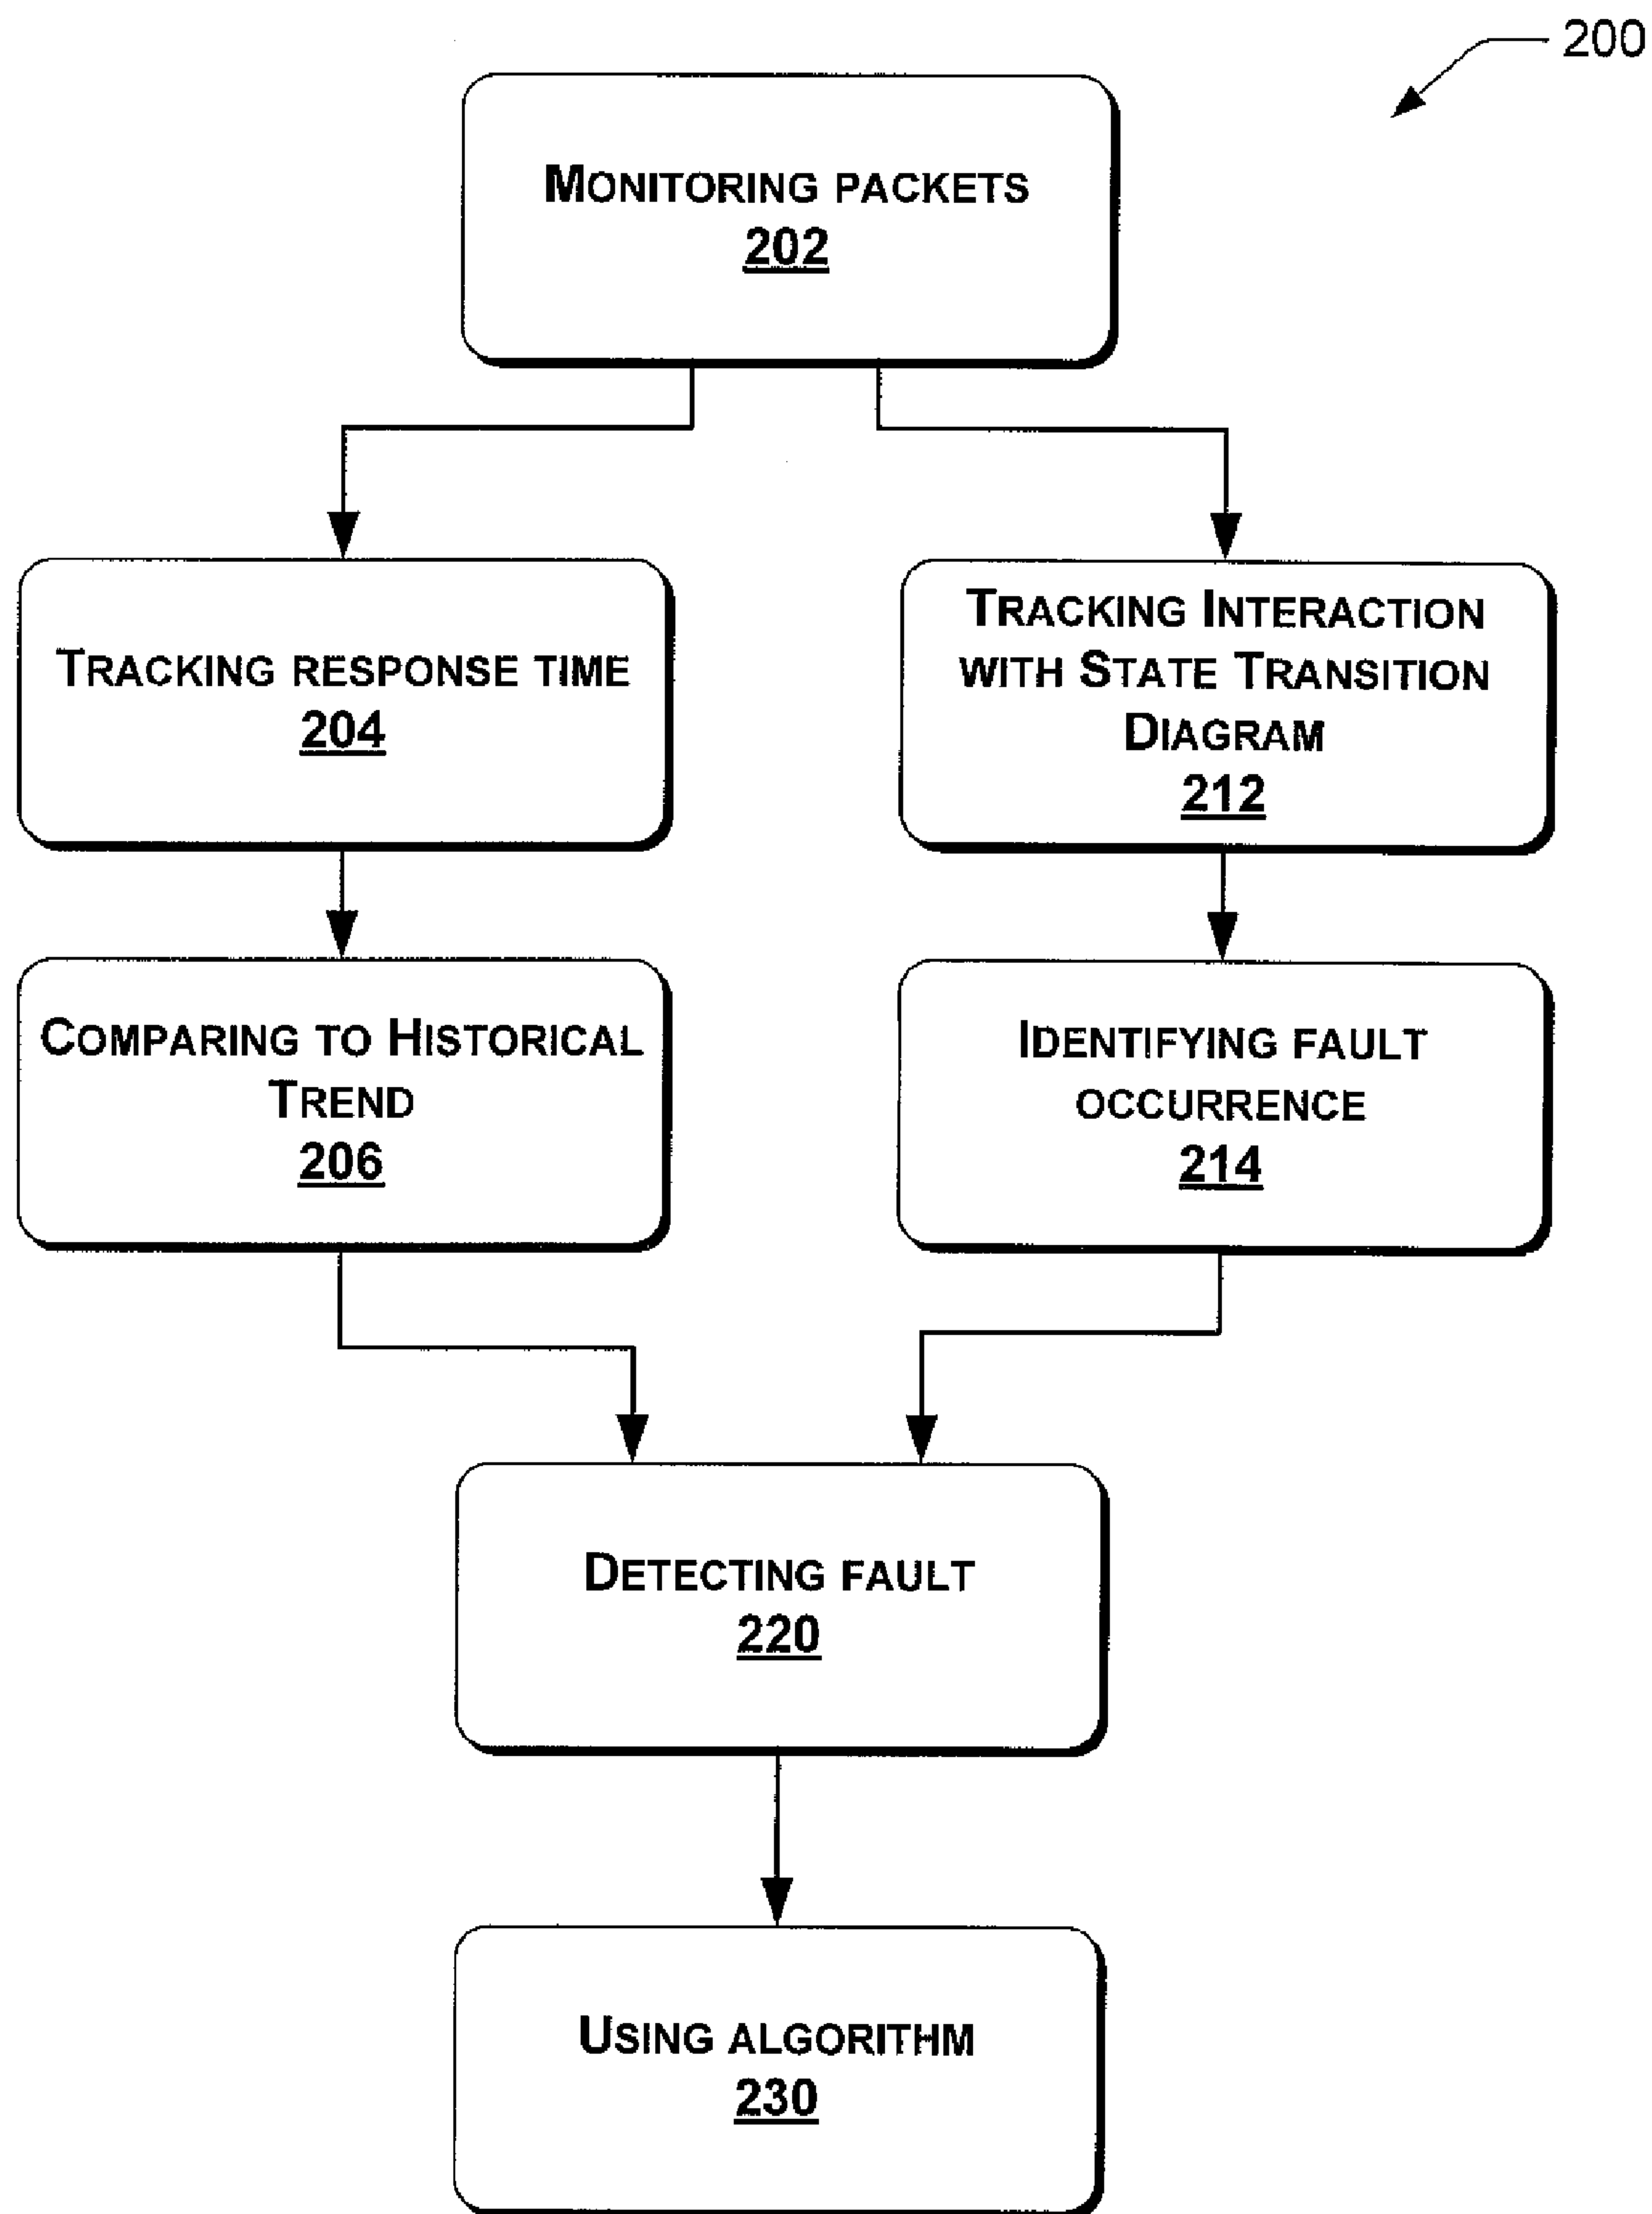 200
MONITORING PACKETS
202
TRACKING RESPONSE TIME
204
TRACKING INTERACTION
WITH STATE TRANSITION
DIAGRAM
212
COMPARING TO HISTORICAL
TREND
206
IDENTIFYING FAULT
OCCURRENCE
214
DETECTING FAULT
220
USING ALGORITHM
230